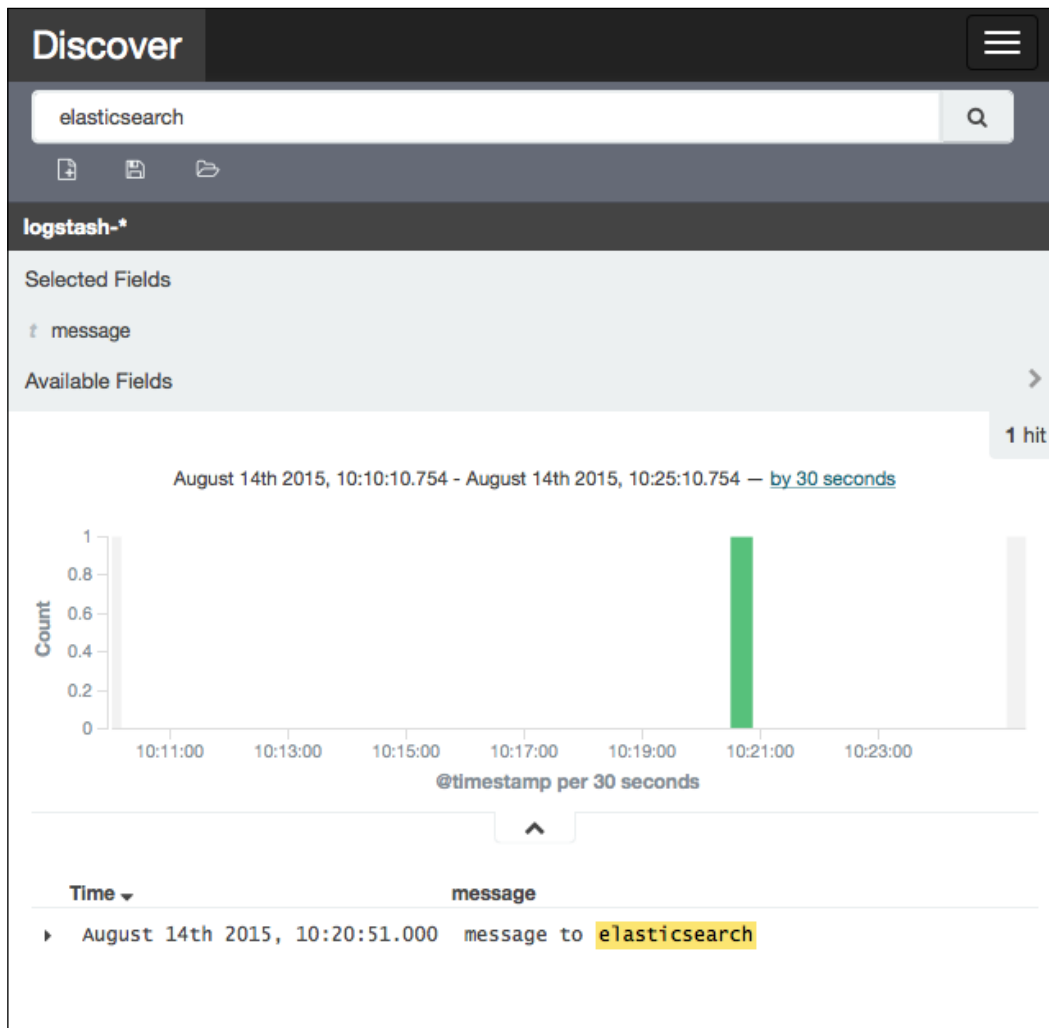 Discover
elasticsearch
logstash-*
Selected Fields
t message
Available Fields
1 hit
August 14th 2015, 10:10:10.754 - August 14th 2015, 10:25:10.754 — by 30 seconds
1
0.8
0.6
0.4
0.2
0
Count
10:11:00 10:13:00 10:15:00 10:17:00 10:19:00 10:21:00 10:23:00
@timestamp per 30 seconds
Time message
August 14th 2015, 10:20:51.000 message to elasticsearch